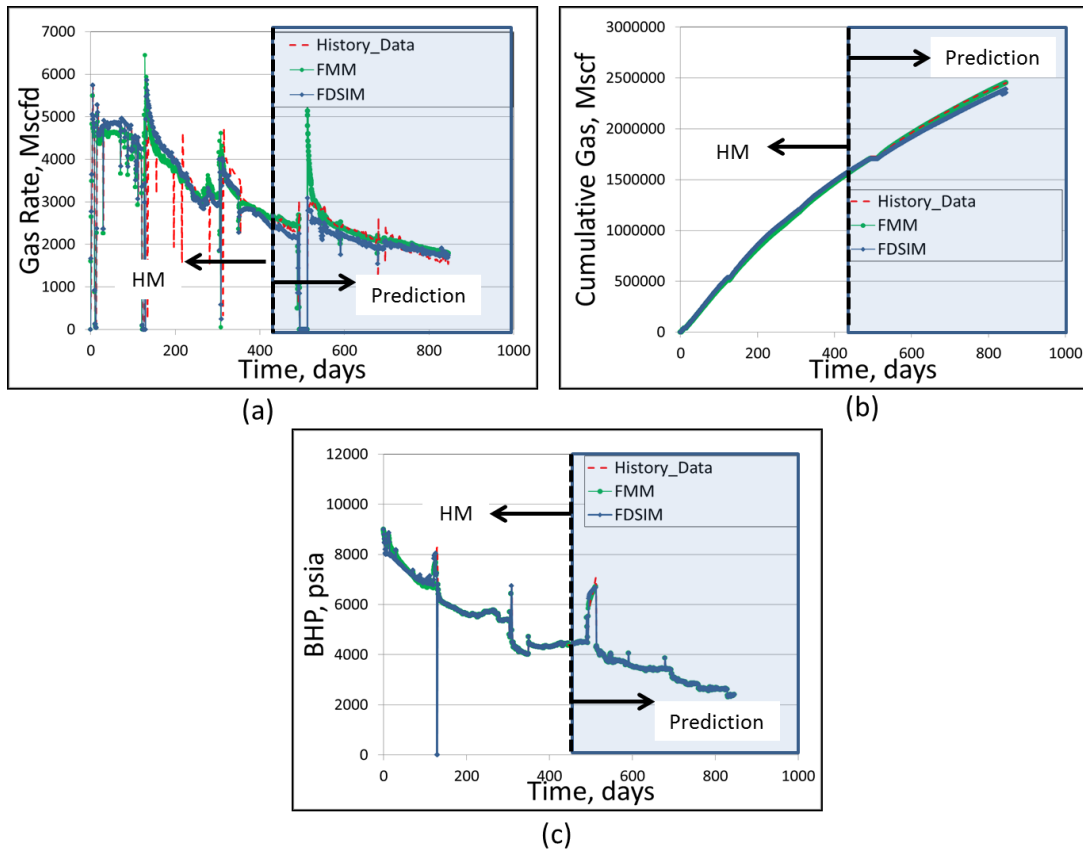 7000
6000
5000
4000
3000
2000
1000
0
Gas Rate, Mscfd
History_Data
FMM
FDSIM
HM
Prediction
0 200 400 600 800 1000
Time, days
(a)
3000000
2500000
2000000
1500000
1000000
500000
0
Cumulative Gas, Mscf
Prediction
HM
History_Data
FMM
FDSIM
0 200 400 600 800 1000
Time, days
(b)
12000
10000
8000
6000
4000
2000
0
BHP, psia
History_Data
FMM
FDSIM
HM
Prediction
0 200 400 600 800 1000
Time, days
(c)